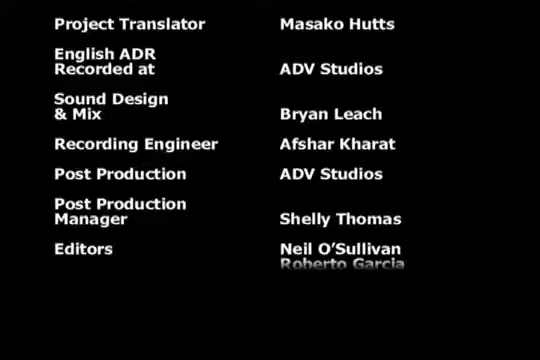 Project Translator Masako Hutts
English ADR
Recorded at ADV Studios
Sound Design
& Mix Bryan Leach
Recording Engineer Afshar Kharat
Post Production ADV Studios
Post Production
Manager Shelly Thomas
Editors Neil O’Sullivan
Roberto Garcia